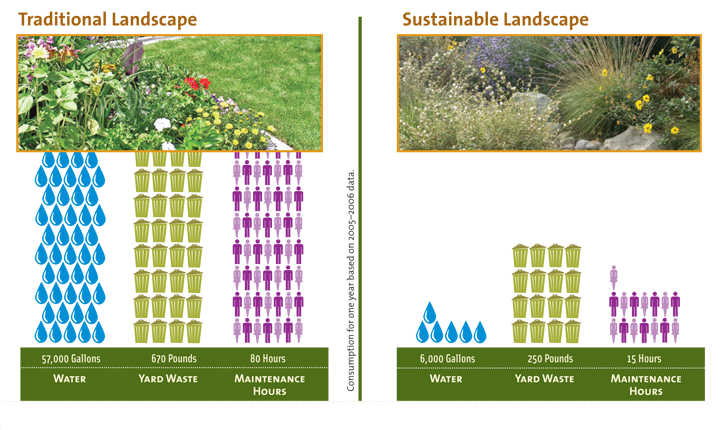 Traditional Landscape
57,000 Gallons
670 Pounds
80 Hours
Water
Yard Waste
Maintenance
Hours
Consumption for one year based on 2005–2006 data.
Sustainable Landscape
6,000 Gallons
250 Pounds
15 Hours
Water
Yard Waste
Maintenance
Hours